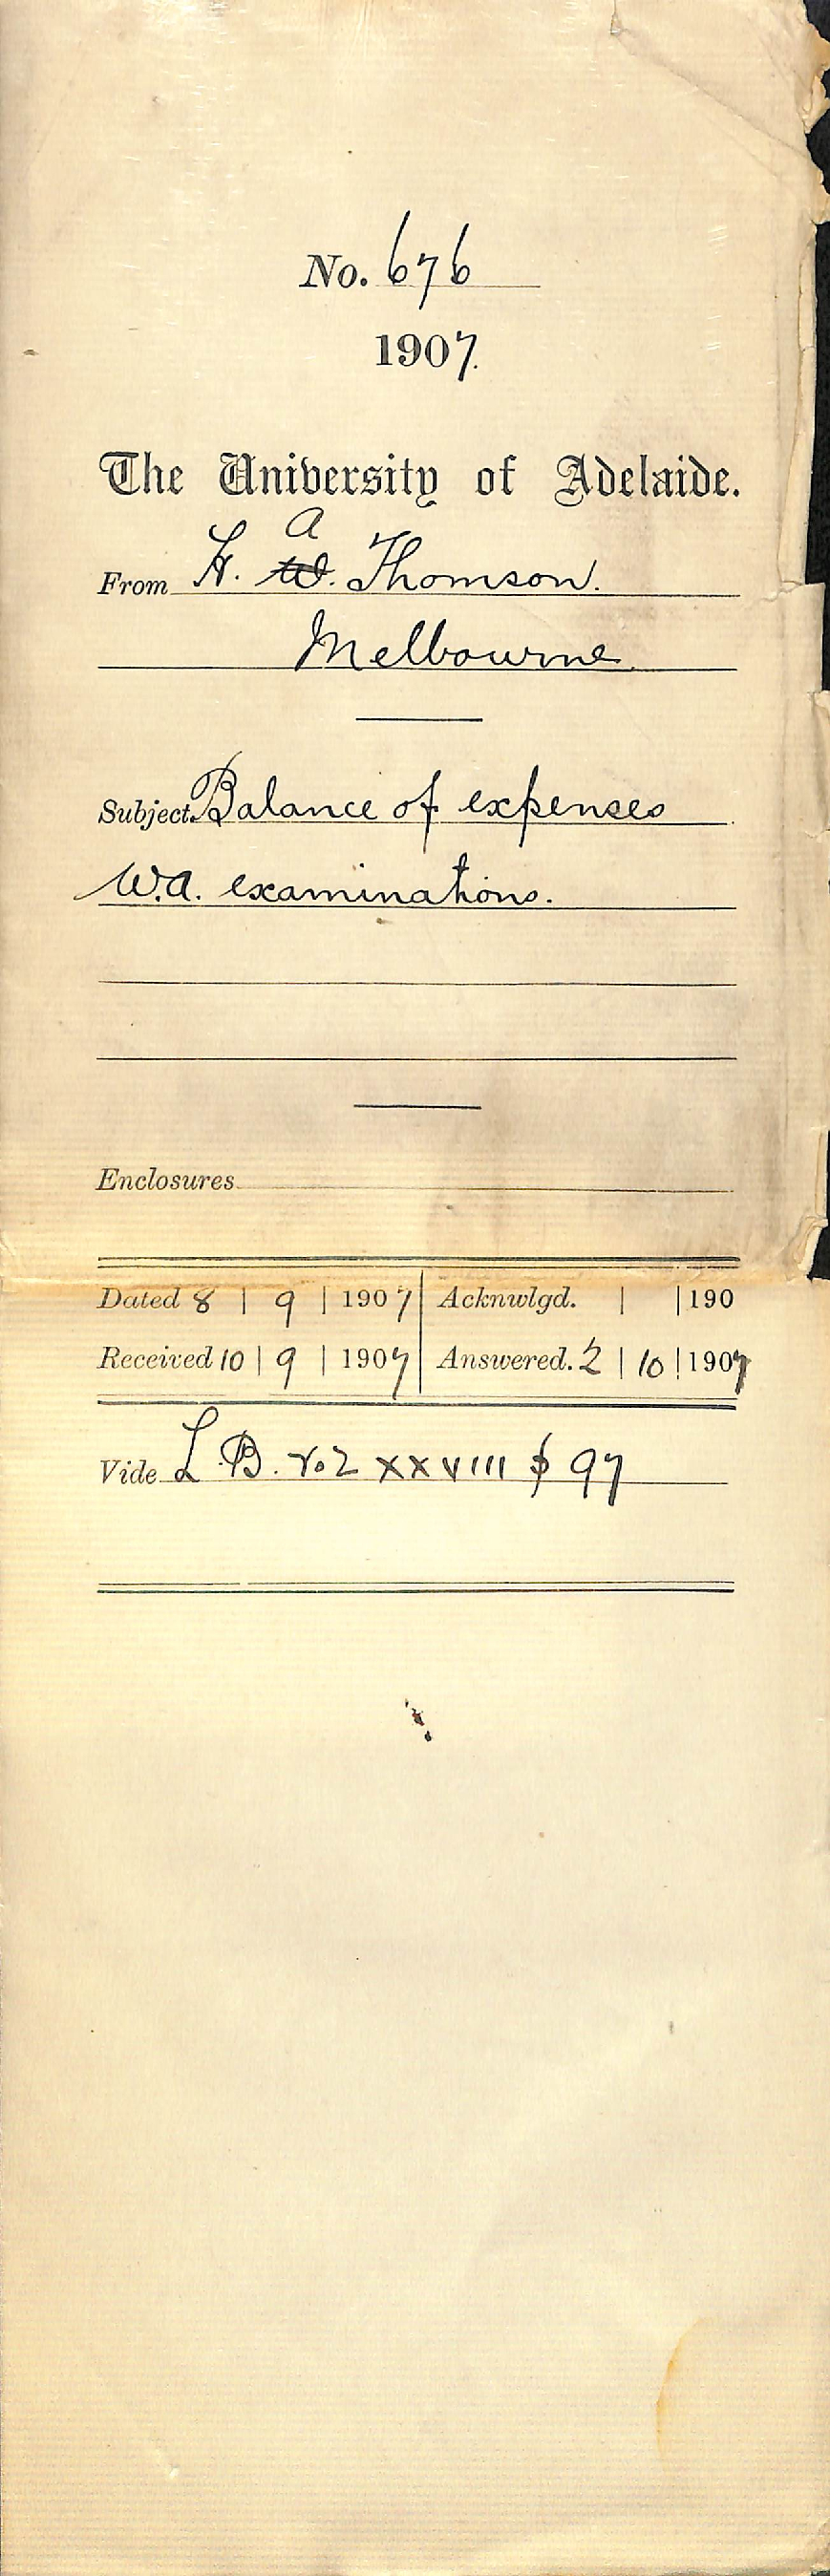 No. 676
1907.
The University of Adelaide.
From H. A Thomson.
Melbourne.
Subject Balance of expenses
W.A. examinations.
Enclosures
Dated 8 | 9 | 1907 | Acknwlgd. | | 190
Received 10 | 9 | 1907 | Answered. 2 | 10 | 1907
Vide L.B. Vol XXVIII p 97